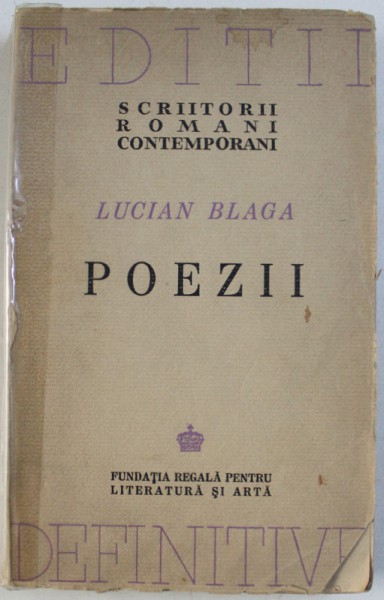 EDITII
SCRIITORII
ROMANI
CONTEMPORANI
LUCIAN BLAGA
POEZII
FUNDAȚIA REGALĂ PENTRU
LITERATURĂ ȘI ARTĂ
DEFINITIVE